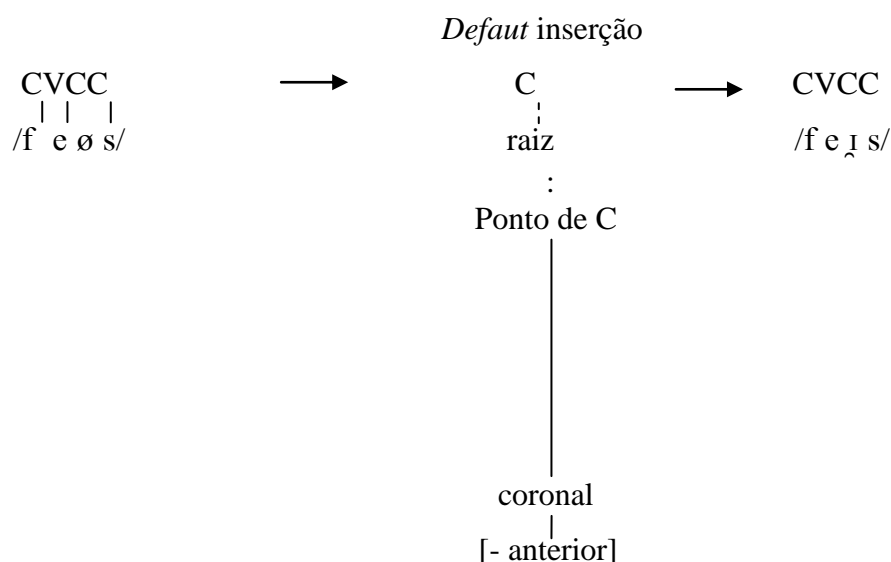 Defaut inserção
CVCC C CVCC
/f e ø s/ raiz /f e ɪ̯ s/
:
Ponto de C
coronal
[- anterior]